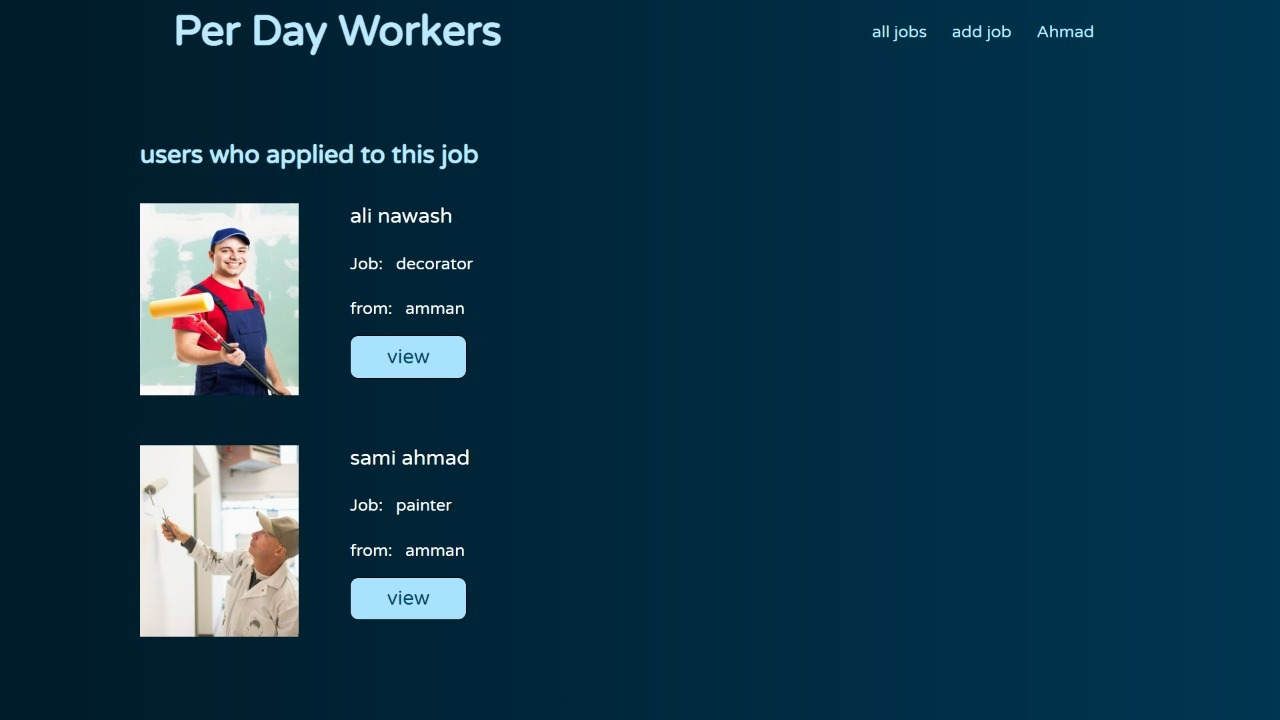 Per Day Workers
all jobs add job Ahmad
users who applied to this job
ali nawash
Job: decorator
from: amman
view
sami ahmad
Job: painter
from: amman
view